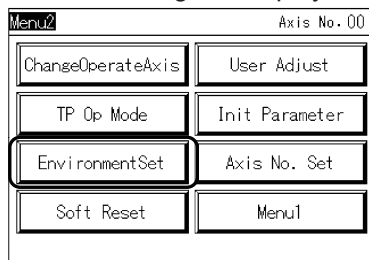 Menu2 Axis No. 00
ChangeOperateAxis User Adjust
TP Op Mode Init Parameter
EnvironmentSet Axis No. Set
Soft Reset Menu1